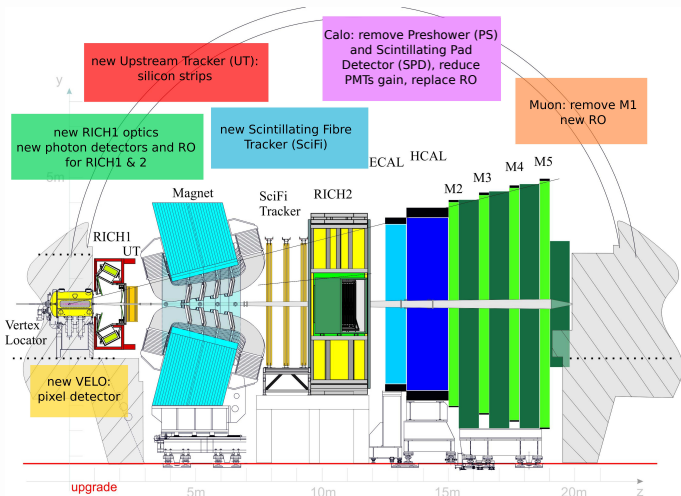 Calo: remove Preshower (PS)
and Scintillating Pad
Detector (SPD), reduce
PMTs gain, replace RO
new Upstream Tracker (UT):
silicon strips
Muon: remove M1
new RO
y
new RICH1 optics
new photon detectors and RO
for RICH1 & 2
new Scintillating Fibre
Tracker (SciFi)
5m
ECAL
HCAL
M2
M3
M4
M5
Magnet
SciFi
Tracker
RICH2
RICH1
UT
Vertex
Locator
new VELO:
pixel detector
upgrade
5m
10m
15m
20m
z